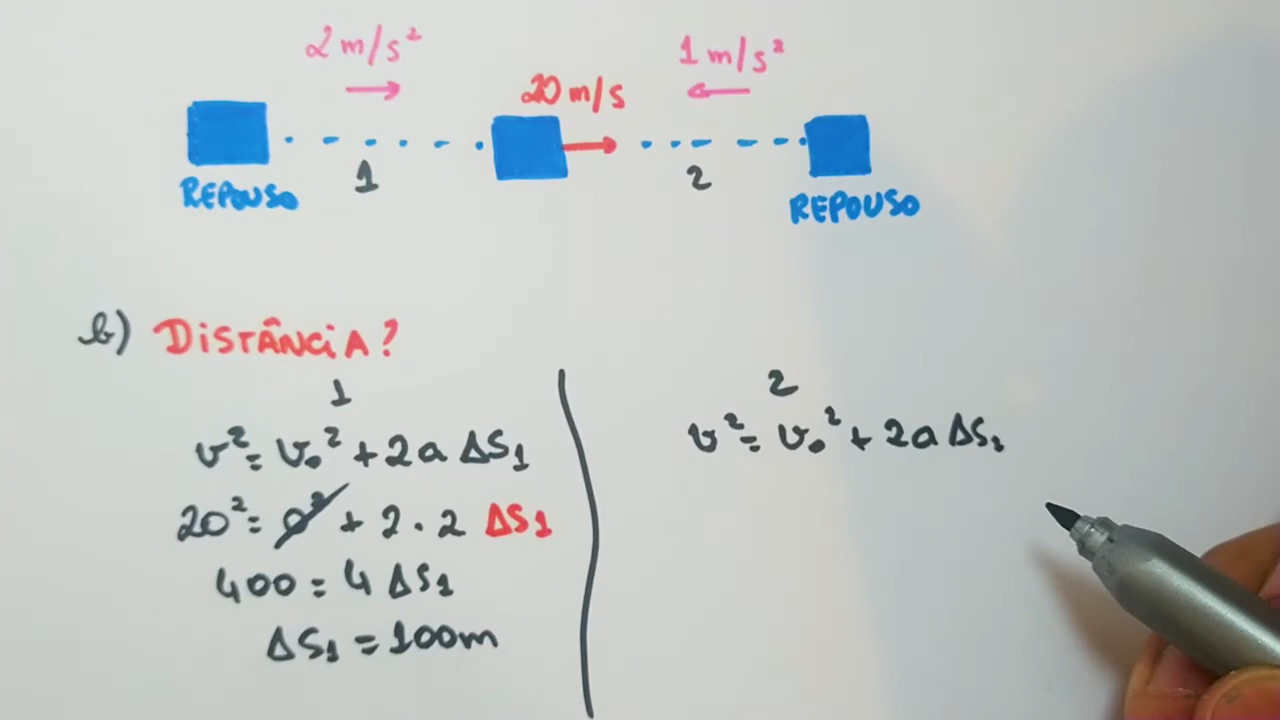 2 m/s² 1 m/s²
20 m/s
1 2
REPOUSO REPOUSO
b) DISTÂNCIA?
1
v² = v₀² + 2a ΔS₁
20² = 0² + 2 · 2 ΔS₁
400 = 4 ΔS₁
ΔS₁ = 100m
2
v² = v₀² + 2a ΔS₂